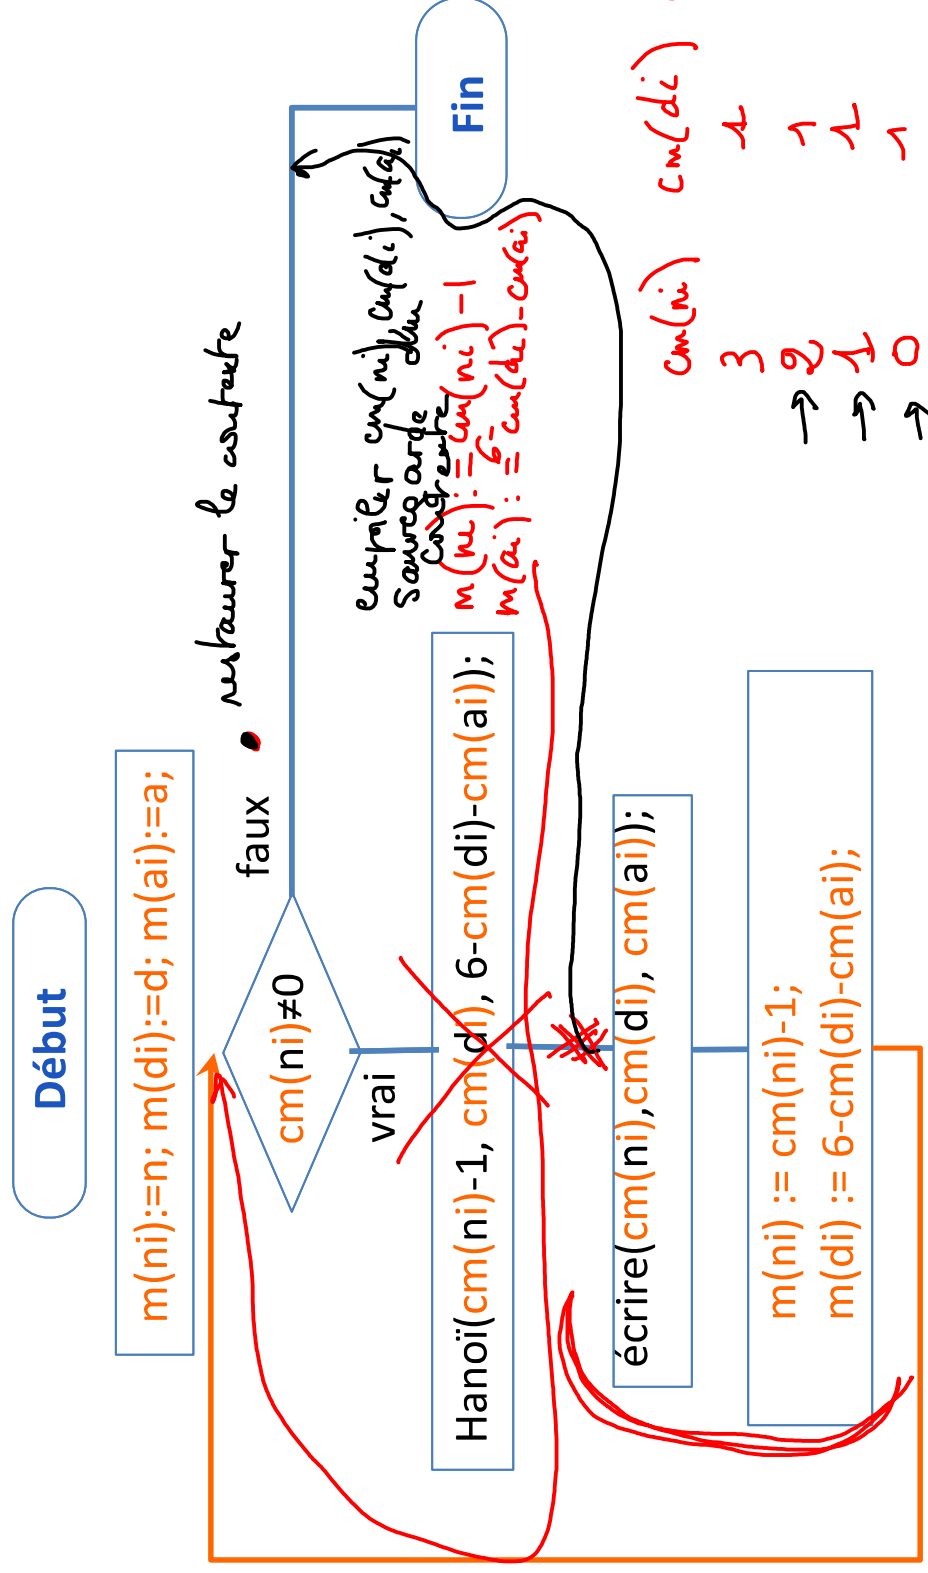 Début
m(ni):=n; m(di):=d; m(ai):=a;
cm(ni)≠0
faux
• restaurer le contexte
Fin
vrai
empiler cm(ni), cm(di), cm(ai)
sauvegarde du
contexte
Hanoï(cm(ni)-1, cm(di), 6-cm(di)-cm(ai));
m(ni) := cm(ni) -1
m(ai) := 6-cm(di)-cm(ai)
écrire(cm(ni),cm(di), cm(ai));
m(ni) := cm(ni)-1;
m(di) := 6-cm(di)-cm(ai);
cm(ni) cm(di)
3 1
→ 2 1
→ 1 1
→ 0 1